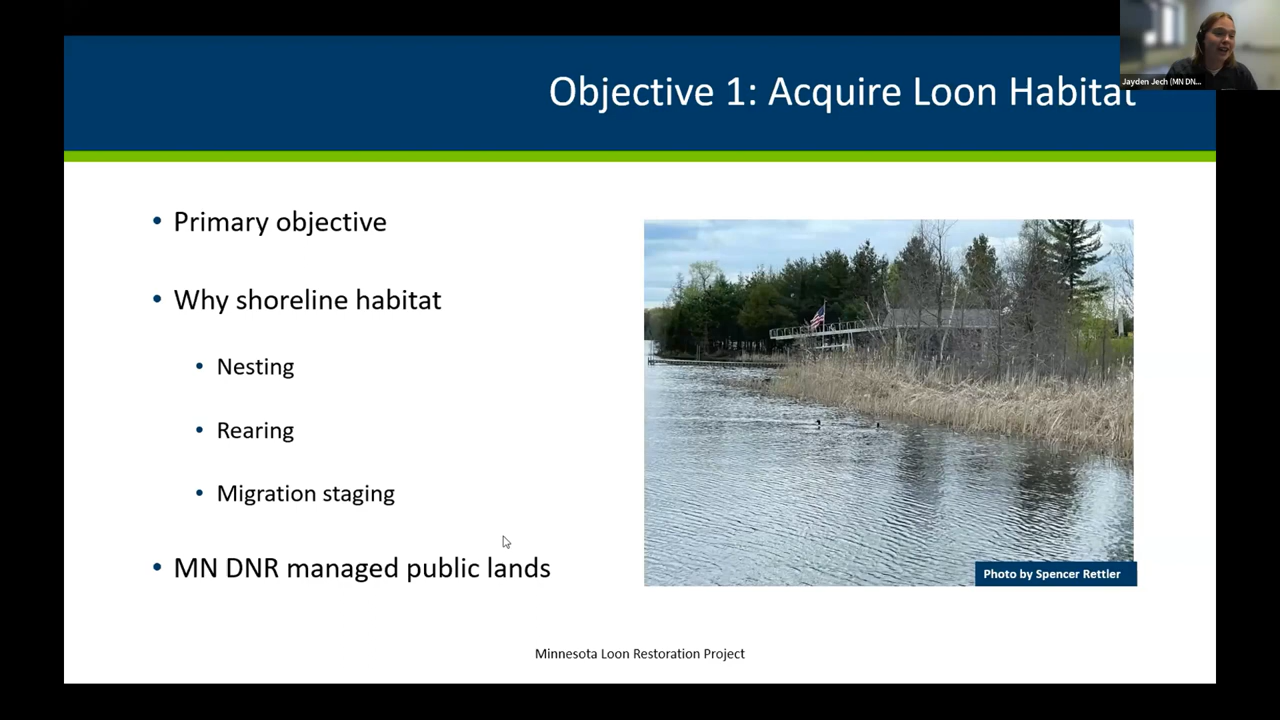 Objective 1: Acquire Loon Habitat
Jayden Jech (MN DN...
• Primary objective
• Why shoreline habitat
• Nesting
• Rearing
• Migration staging
• MN DNR managed public lands
Photo by Spencer Rettler
Minnesota Loon Restoration Project